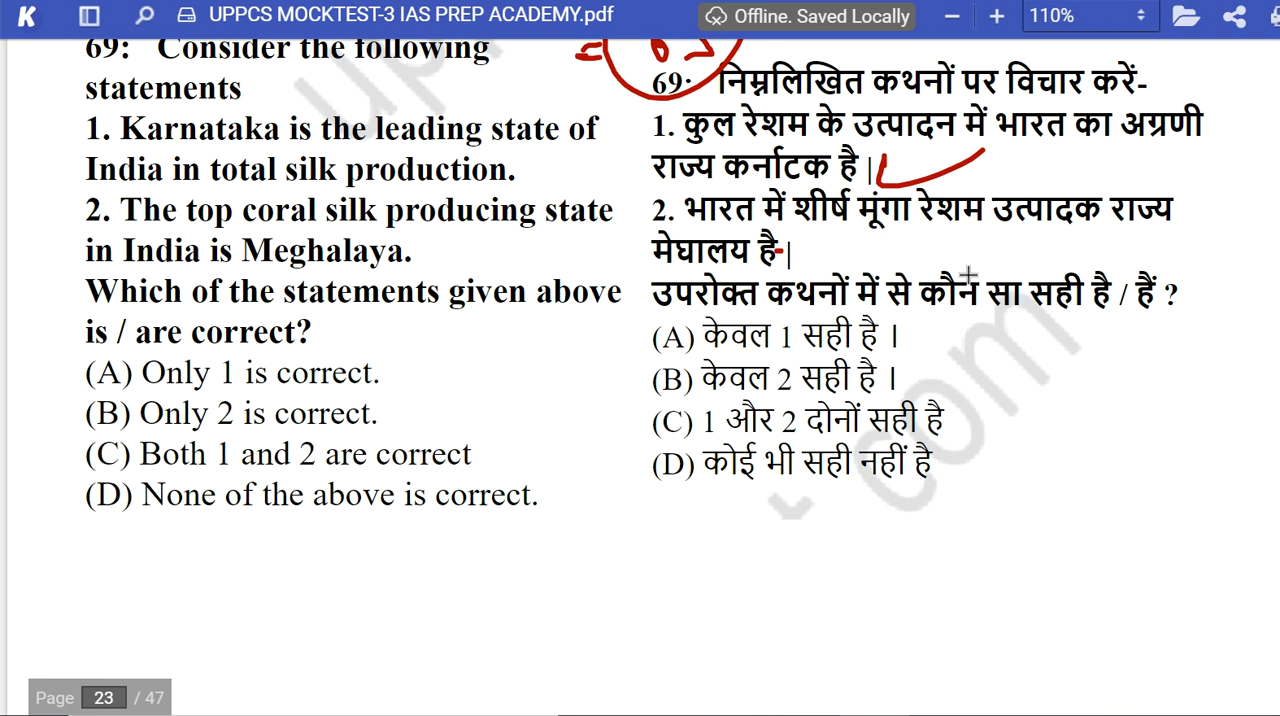 UPPCS MOCKTEST-3 IAS PREP ACADEMY.pdf
Offline. Saved Locally
110%
69: Consider the following
statements
1. Karnataka is the leading state of
India in total silk production.
2. The top coral silk producing state
in India is Meghalaya.
Which of the statements given above
is / are correct?
(A) Only 1 is correct.
(B) Only 2 is correct.
(C) Both 1 and 2 are correct
(D) None of the above is correct.
69: निम्नलिखित कथनों पर विचार करें-
1. कुल रेशम के उत्पादन में भारत का अग्रणी
राज्य कर्नाटक है |
2. भारत में शीर्ष मूंगा रेशम उत्पादक राज्य
मेघालय है |
उपरोक्त कथनों में से कौन सा सही है / हैं ?
(A) केवल 1 सही है ।
(B) केवल 2 सही है ।
(C) 1 और 2 दोनों सही है
(D) कोई भी सही नहीं है
Page 23 / 47